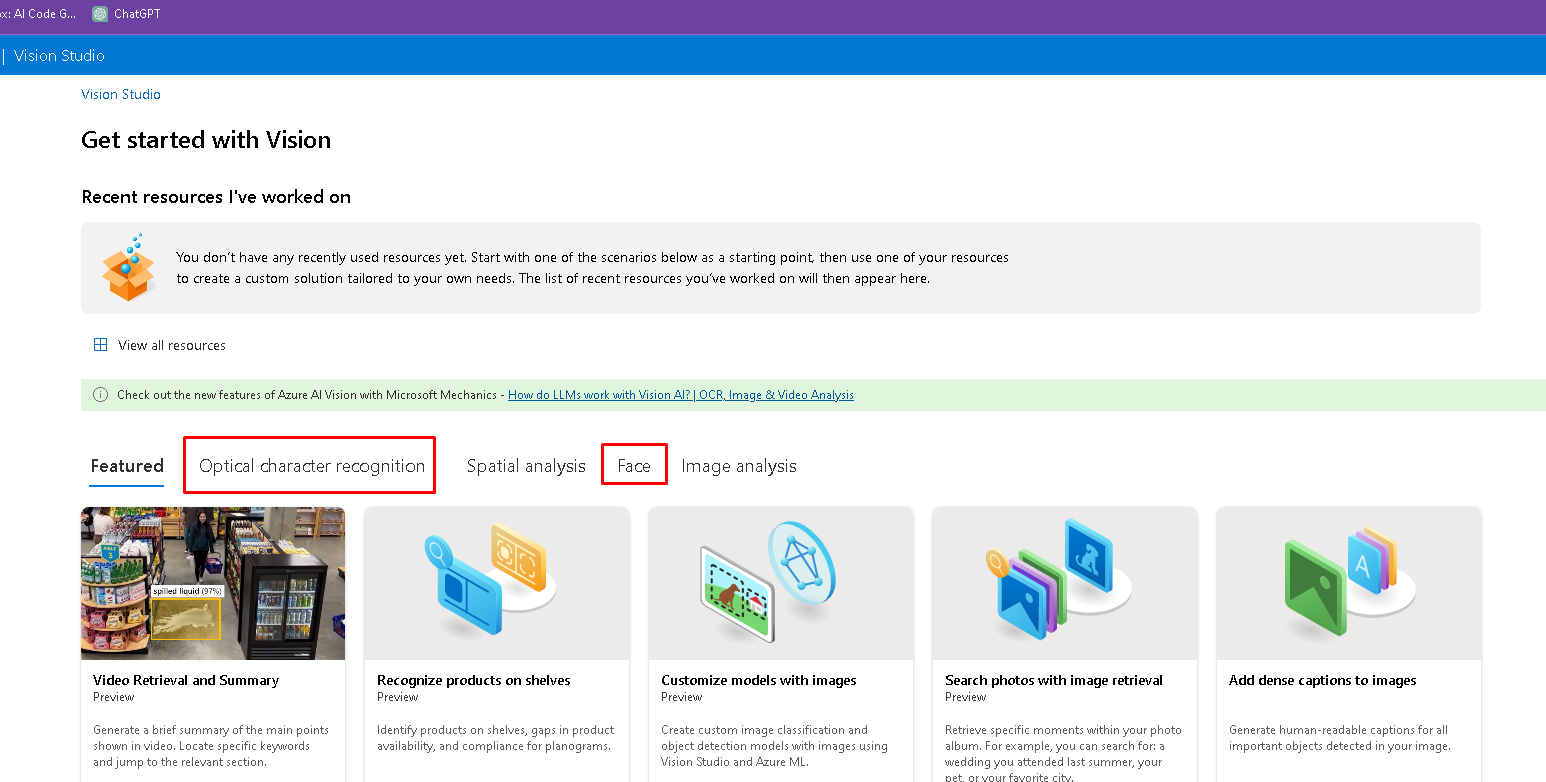 x: AI Code G... ChatGPT
| Vision Studio
Vision Studio
Get started with Vision
Recent resources I've worked on
You don't have any recently used resources yet. Start with one of the scenarios below as a starting point, then use one of your resources
to create a custom solution tailored to your own needs. The list of recent resources you've worked on will then appear here.
View all resources
Check out the new features of Azure AI Vision with Microsoft Mechanics - How do LLMs work with Vision AI? | OCR, Image & Video Analysis
Featured Optical character recognition Spatial analysis Face Image analysis
AISLE
3
spilled liquid (97%)
A
Video Retrieval and Summary
Preview
Generate a brief summary of the main points
shown in video. Locate specific keywords
and jump to the relevant section.
Recognize products on shelves
Preview
Identify products on shelves, gaps in product
availability, and compliance for planograms.
Customize models with images
Preview
Create custom image classification and
object detection models with images using
Vision Studio and Azure ML.
Search photos with image retrieval
Preview
Retrieve specific moments within your photo
album. For example, you can search for: a
wedding you attended last summer, your
pet, or your favorite city.
Add dense captions to images
Generate human-readable captions for all
important objects detected in your image.